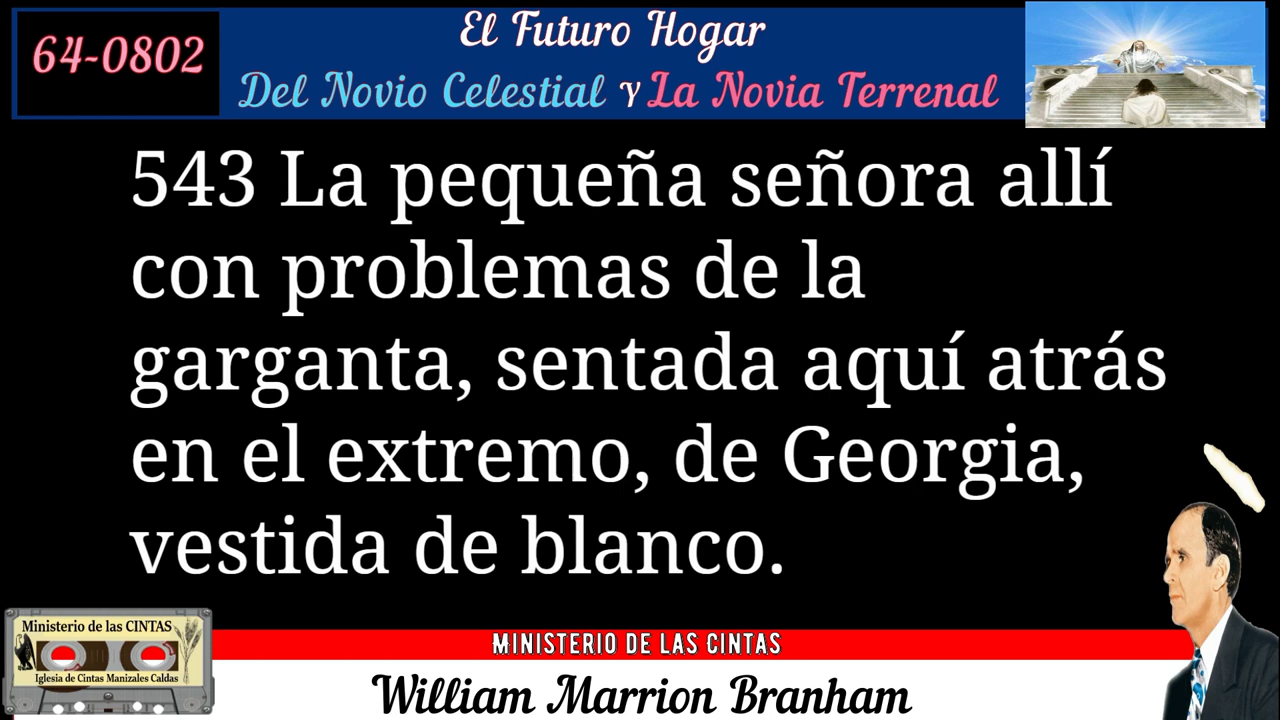 64-0802
El Futuro Hogar
Del Novio Celestial y La Novia Terrenal
543 La pequeña señora allí
con problemas de la
garganta, sentada aquí atrás
en el extremo, de Georgia,
vestida de blanco.
Ministerio de las CINTAS
Iglesia de Cintas Manizales Caldas
MINISTERIO DE LAS CINTAS
William Marrion Branham